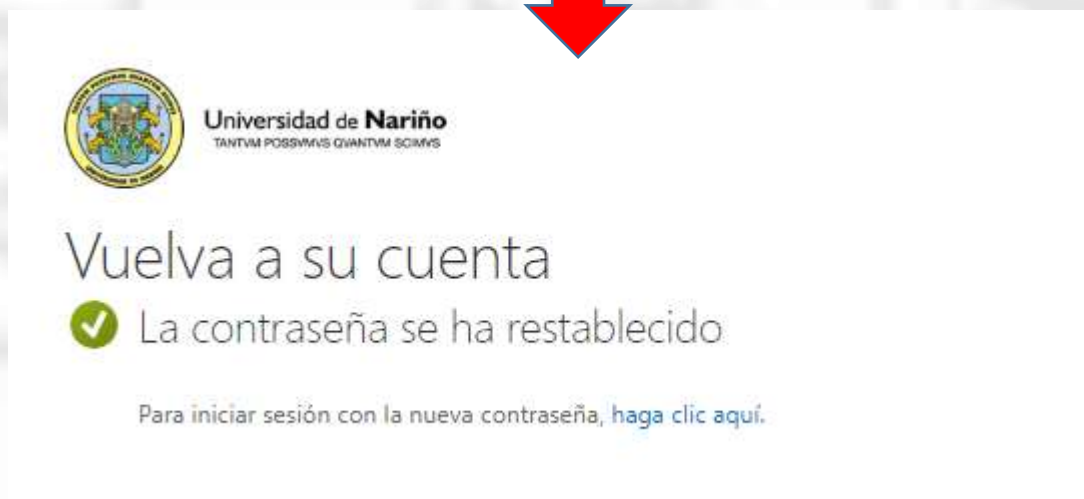 Universidad de Nariño
TANTVM POSSVMVS QVANTVM SCIMVS
Vuelva a su cuenta
La contraseña se ha restablecido
Para iniciar sesión con la nueva contraseña, haga clic aquí.